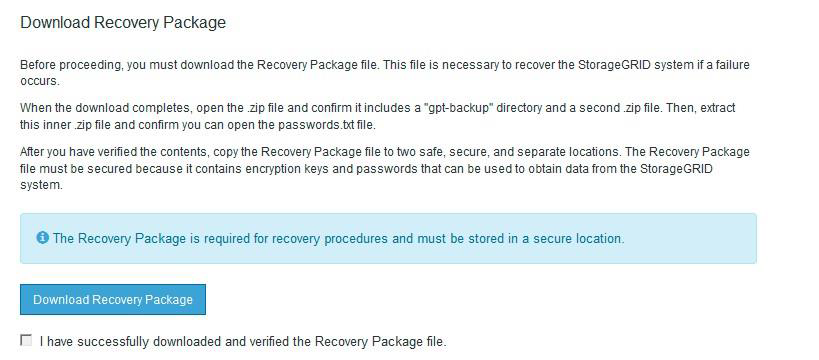 Download Recovery Package
Before proceeding, you must download the Recovery Package file. This file is necessary to recover the StorageGRID system if a failure
occurs.
When the download completes, open the .zip file and confirm it includes a "gpt-backup" directory and a second .zip file. Then, extract
this inner .zip file and confirm you can open the passwords.txt file.
After you have verified the contents, copy the Recovery Package file to two safe, secure, and separate locations. The Recovery Package
file must be secured because it contains encryption keys and passwords that can be used to obtain data from the StorageGRID
system.
The Recovery Package is required for recovery procedures and must be stored in a secure location.
Download Recovery Package
I have successfully downloaded and verified the Recovery Package file.